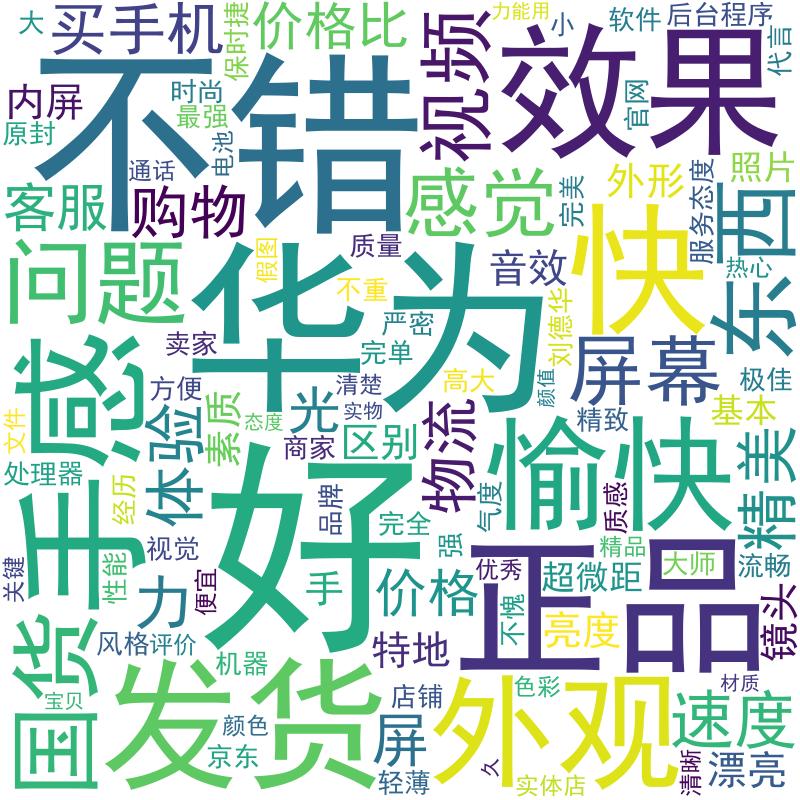 大
买手机
保时捷
价格比
视频
力能用
小
软件
后台程序
代言
不错
效果
内屏
时尚
最强
原封
官网
电池
通话
客服
购物
感觉
完美
外形
服务态度
照片
西东
问题
华为
假图
质量
不重
音效
快
热心
严密
刘德华
手感
卖家
完单
屏幕
极佳
方便
清楚
高大
颜值
文件
体验
素质
态度
光
实物
商家
区别
物流
愉快
精致
基本
精美
处理器
经历
好
品牌
完全
气度
质感
关键
性能
视觉
强
精品
正品
优秀
超微距
大师
流畅
国货
力
便宜
手
价格
不愧
亮度
镜头
风格
评价
特地
机器
宝贝
发货
店铺
外观
色彩
材质
速度
颜色
京东
屏
轻薄
久
实体店
清晰
漂亮